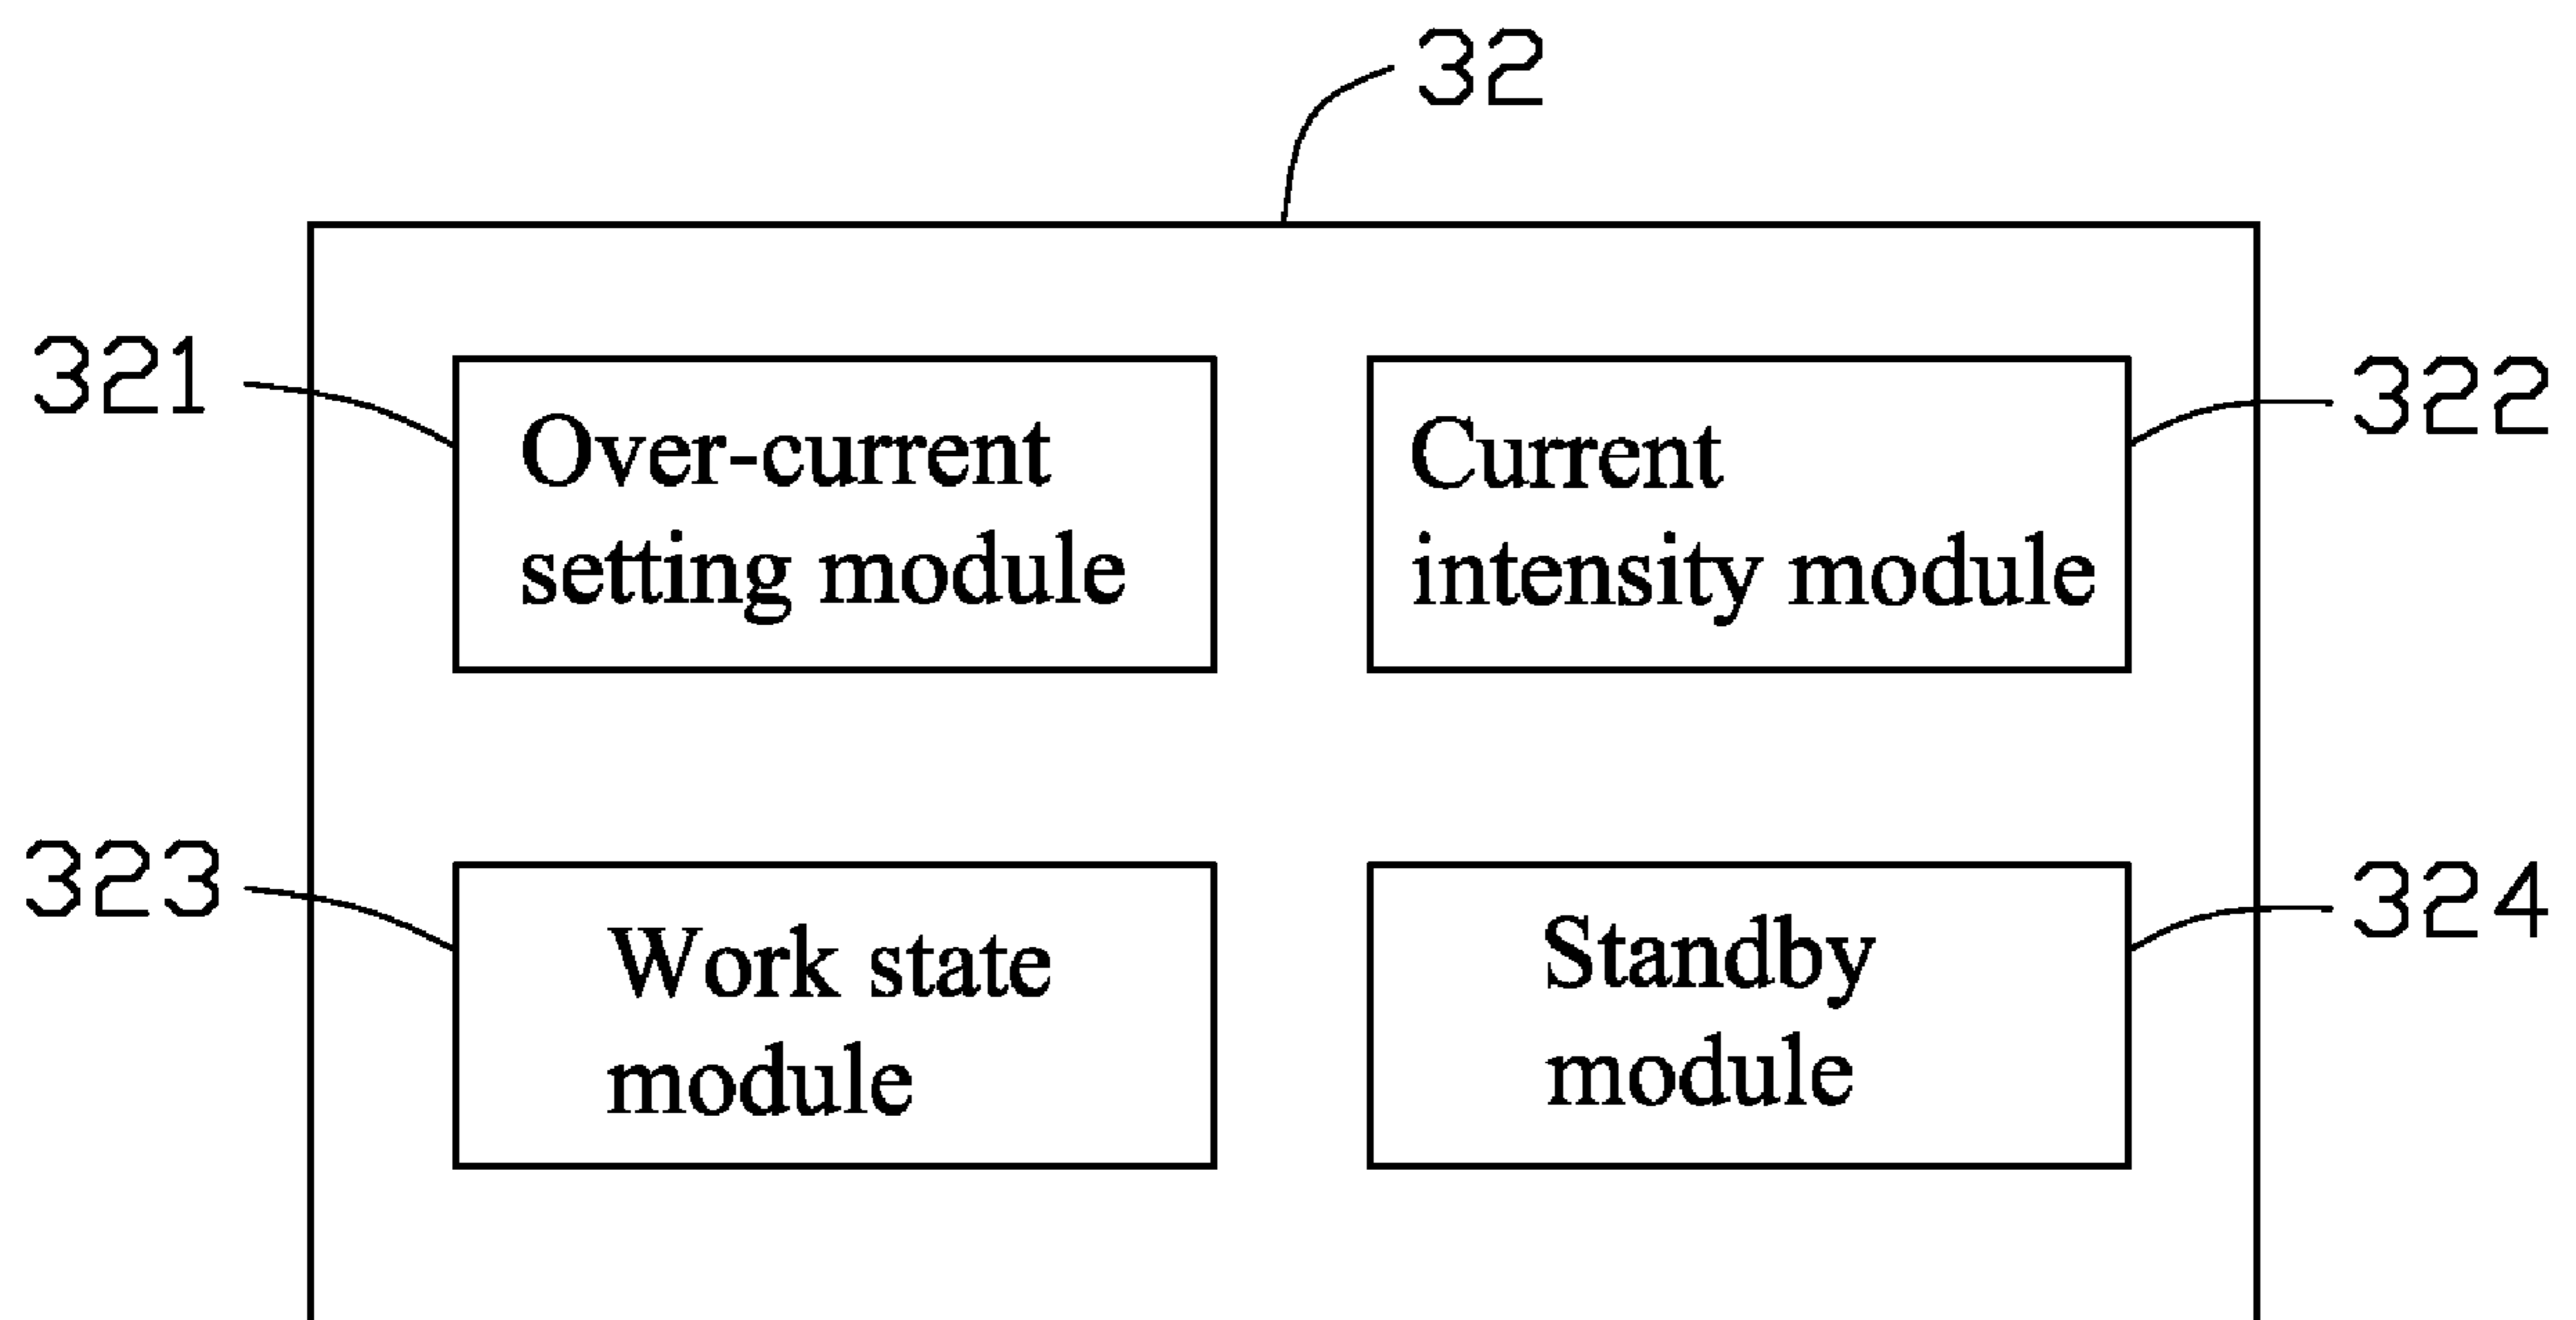 32
321
Over-current
setting module
Current
intensity module
322
323
Work state
module
Standby
module
324